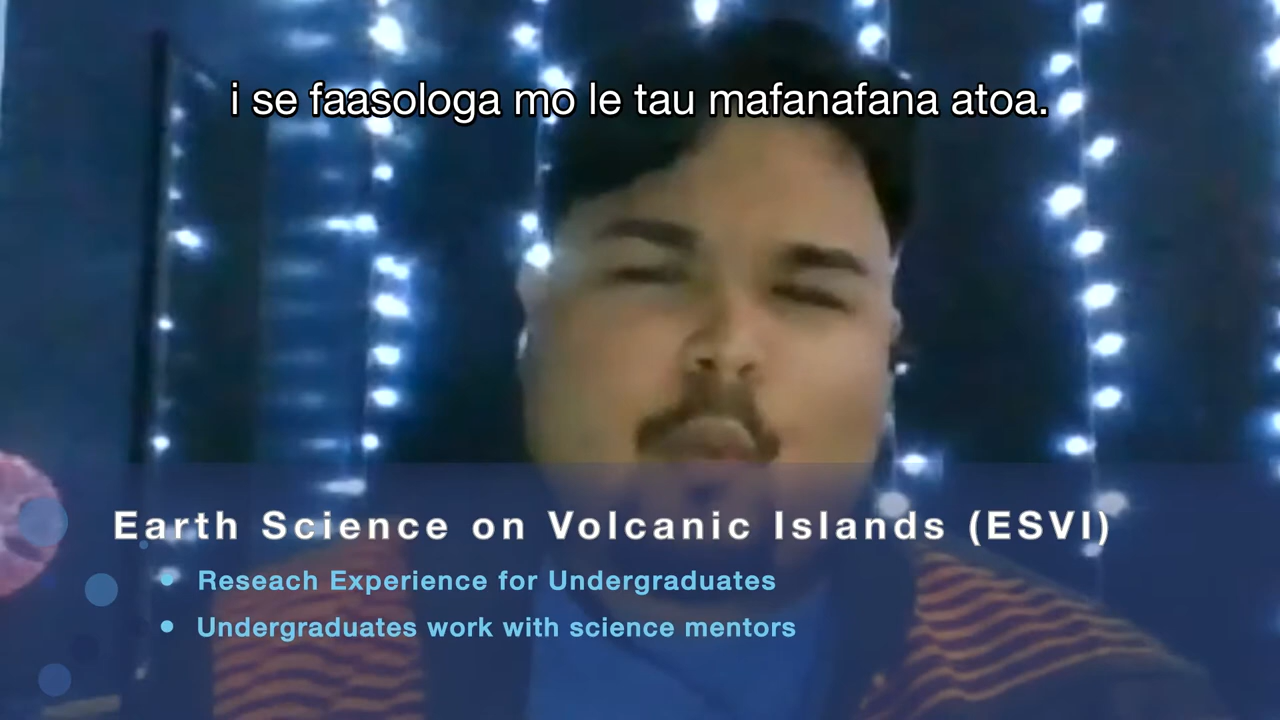 i se faasologa mo le tau mafanafana atoa.
Earth Science on Volcanic Islands (ESVI)
• Reseach Experience for Undergraduates
• Undergraduates work with science mentors